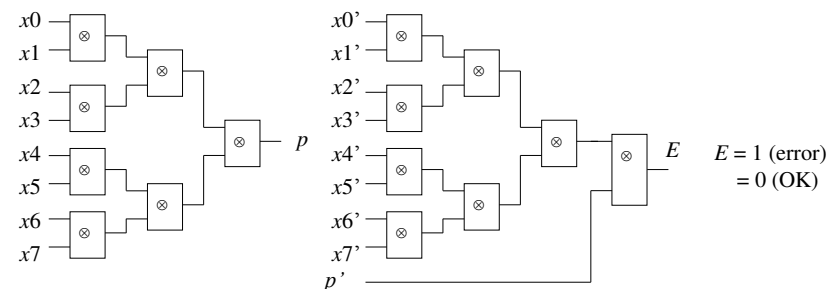 x0
x1
x2
x3
x4
x5
x6
x7
⊗
⊗
⊗
⊗
⊗
⊗
⊗
p
x0’
x1’
x2’
x3’
x4’
x5’
x6’
x7’
p’
⊗
⊗
⊗
⊗
⊗
⊗
⊗
⊗
E
E = 1 (error)
= 0 (OK)